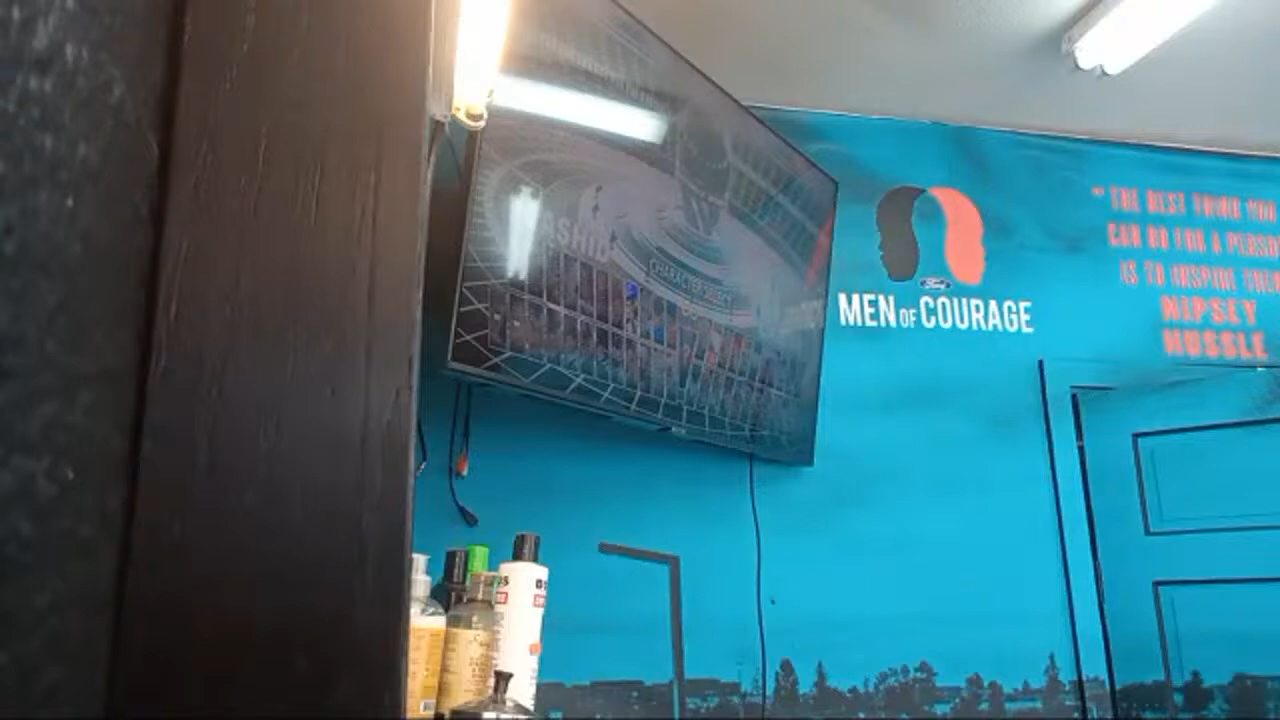 Ford
MEN OF COURAGE
" THE BEST THING YOU
CAN DO FOR A PERSON
IS TO INSPIRE THEM
NIPSEY
HUSSLE
CHARACTER SELECT